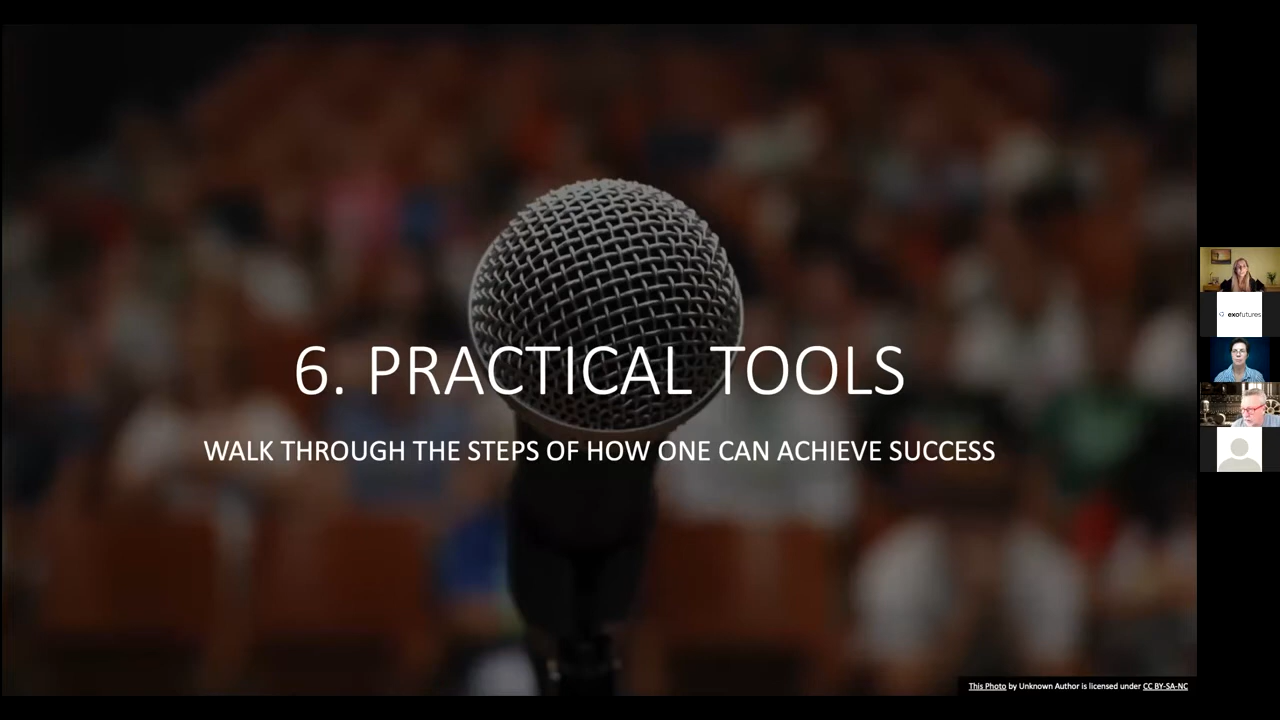 6. PRACTICAL TOOLS
WALK THROUGH THE STEPS OF HOW ONE CAN ACHIEVE SUCCESS
exofutures
This Photo by Unknown Author is licensed under CC BY-SA-NC